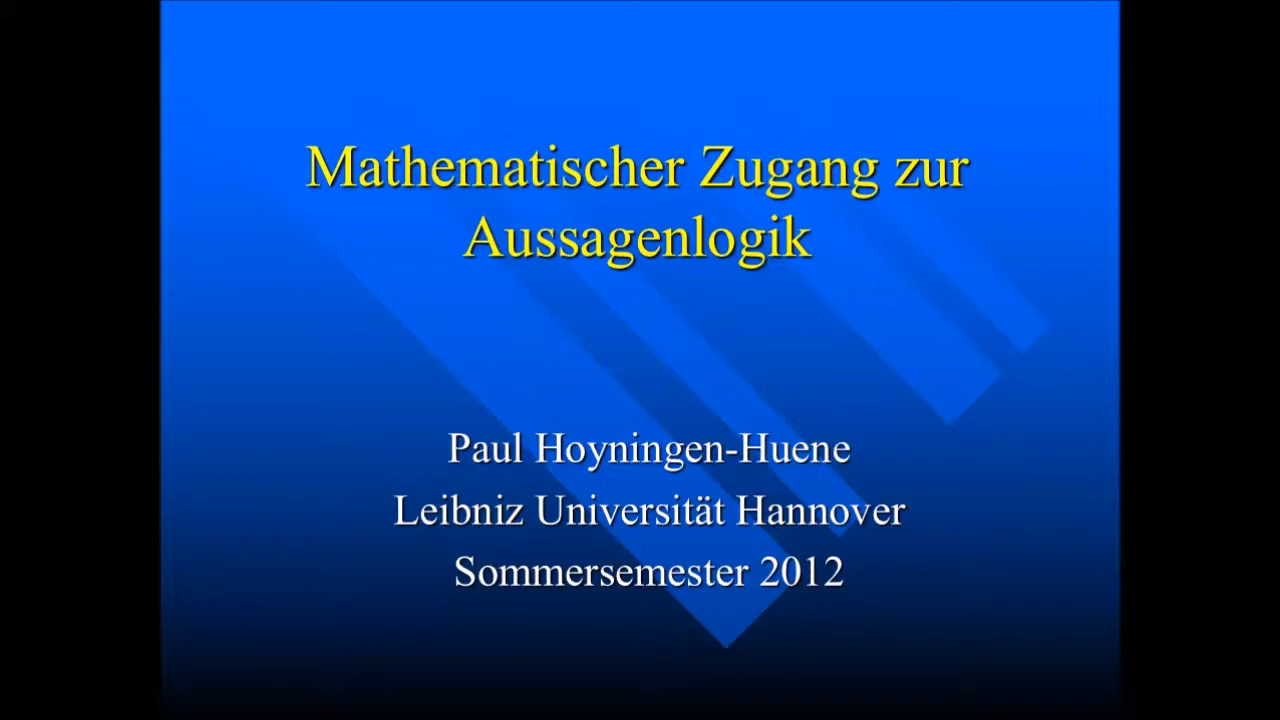 Mathematischer Zugang zur
Aussagenlogik
Paul Hoyningen-Huene
Leibniz Universität Hannover
Sommersemester 2012